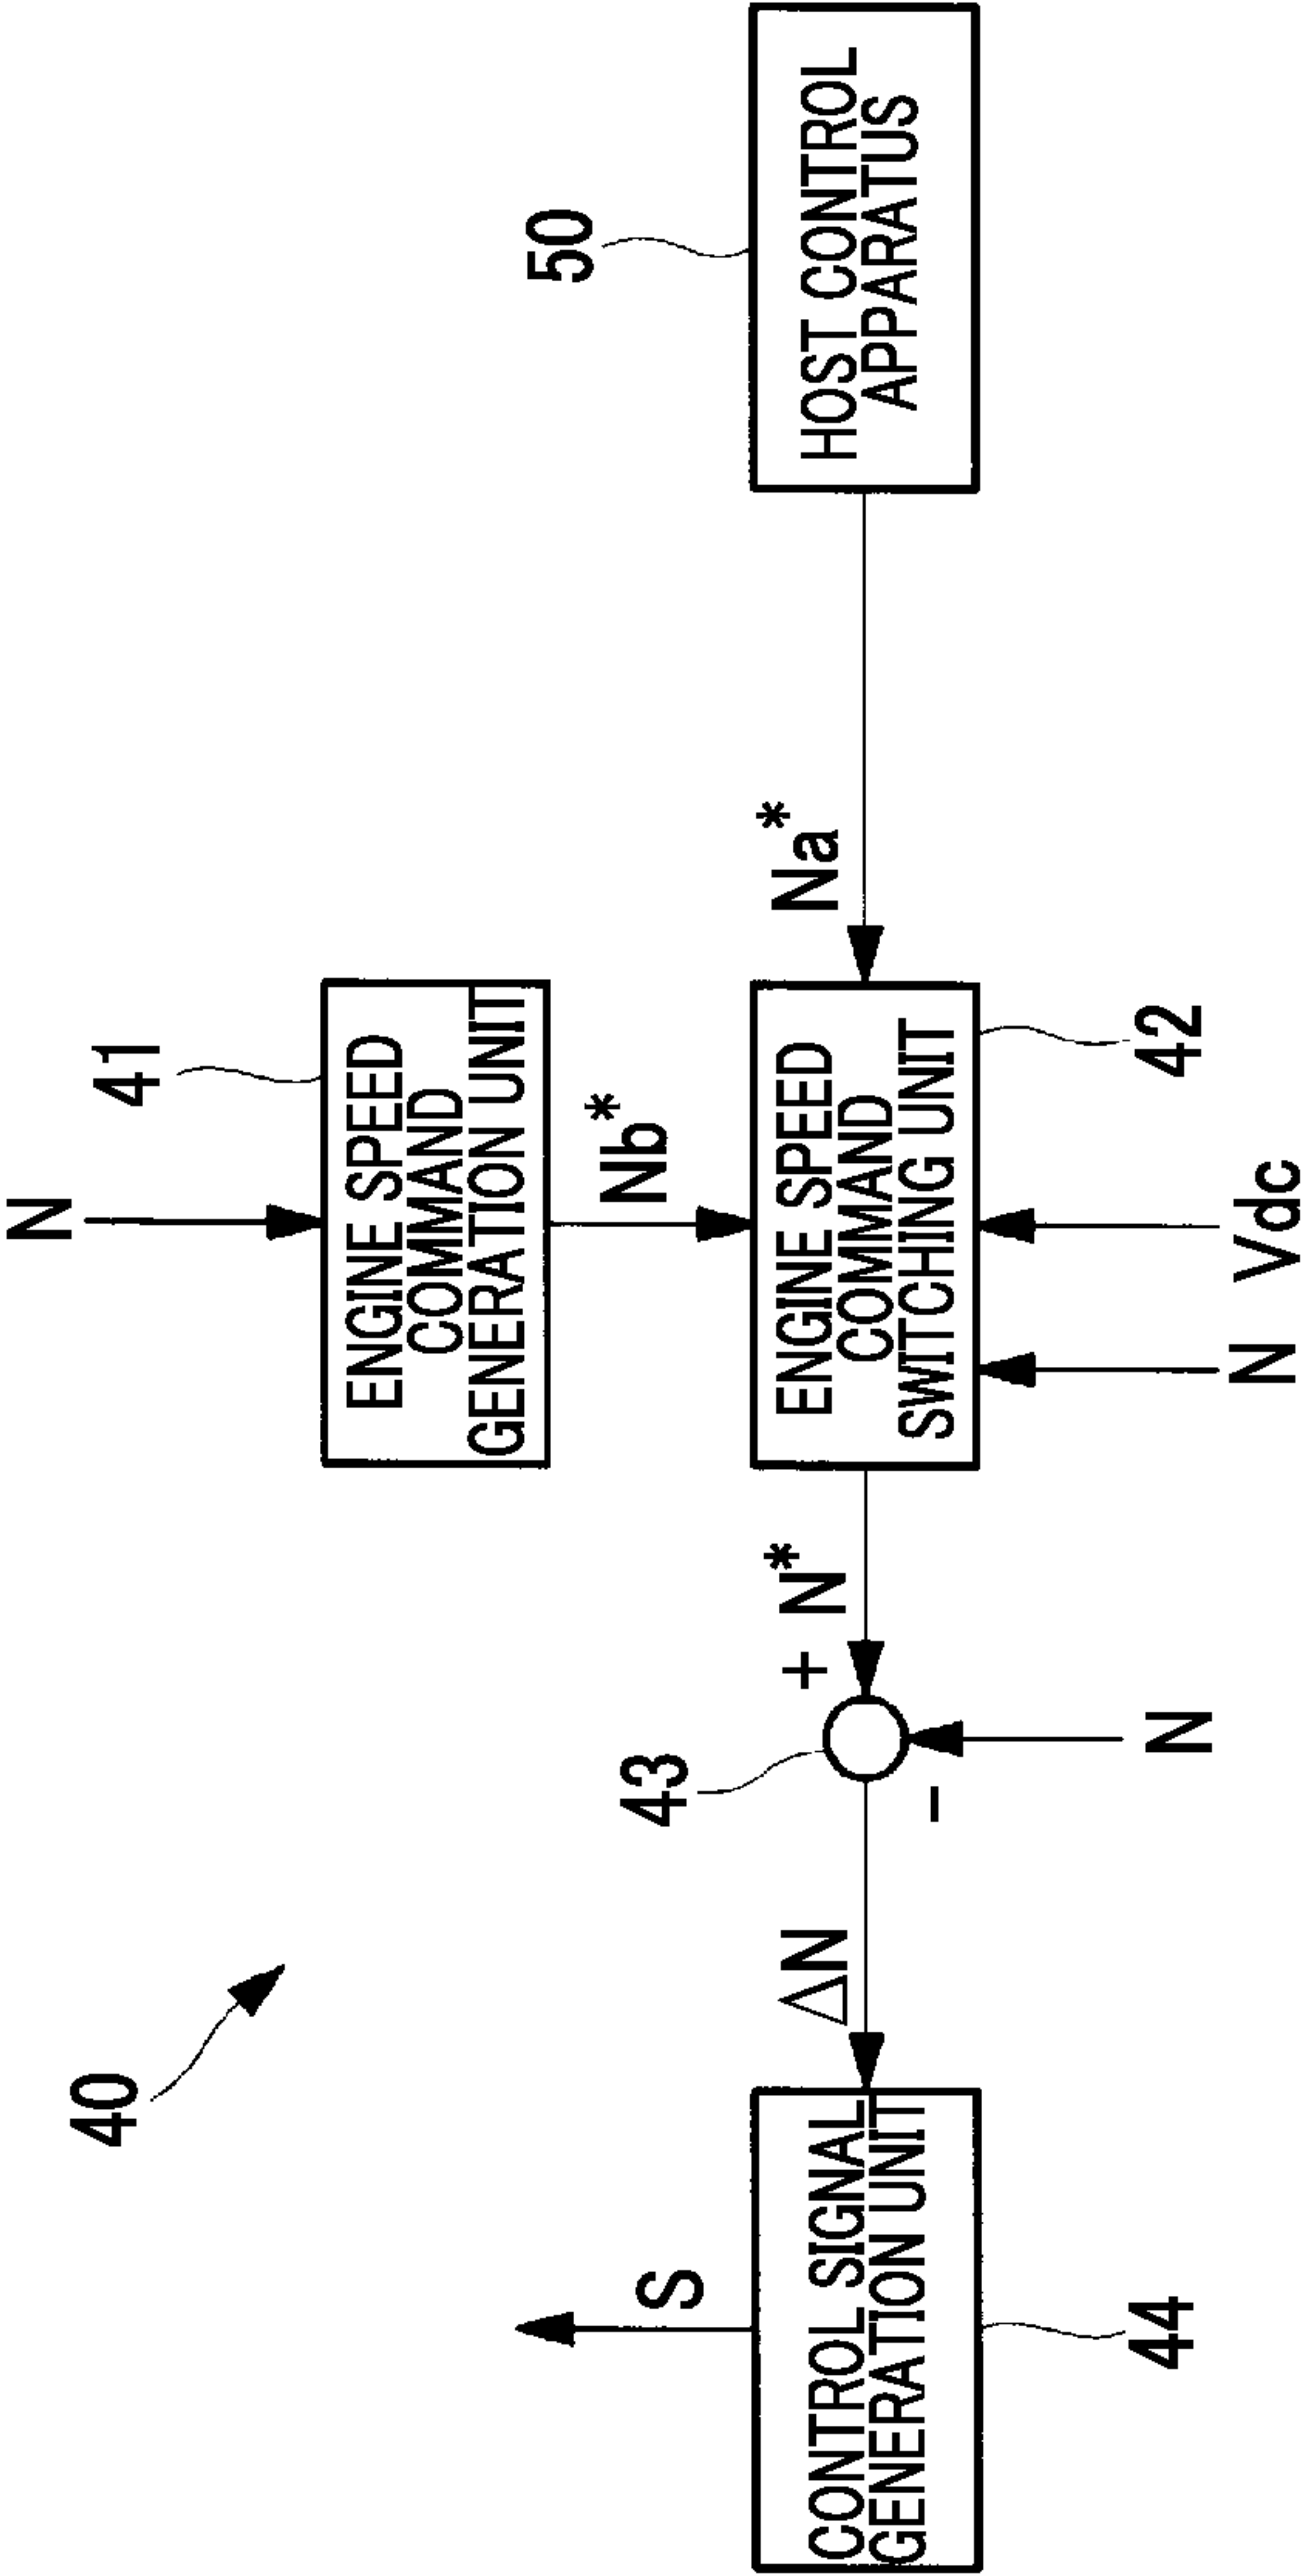 40
N
41
ENGINE SPEED
COMMAND
GENERATION UNIT
Nb*
50
HOST CONTROL
APPARATUS
Na*
ENGINE SPEED
COMMAND
SWITCHING UNIT
42
N
Vdc
+ N*
43
−
N
△N
S
CONTROL SIGNAL
GENERATION UNIT
44